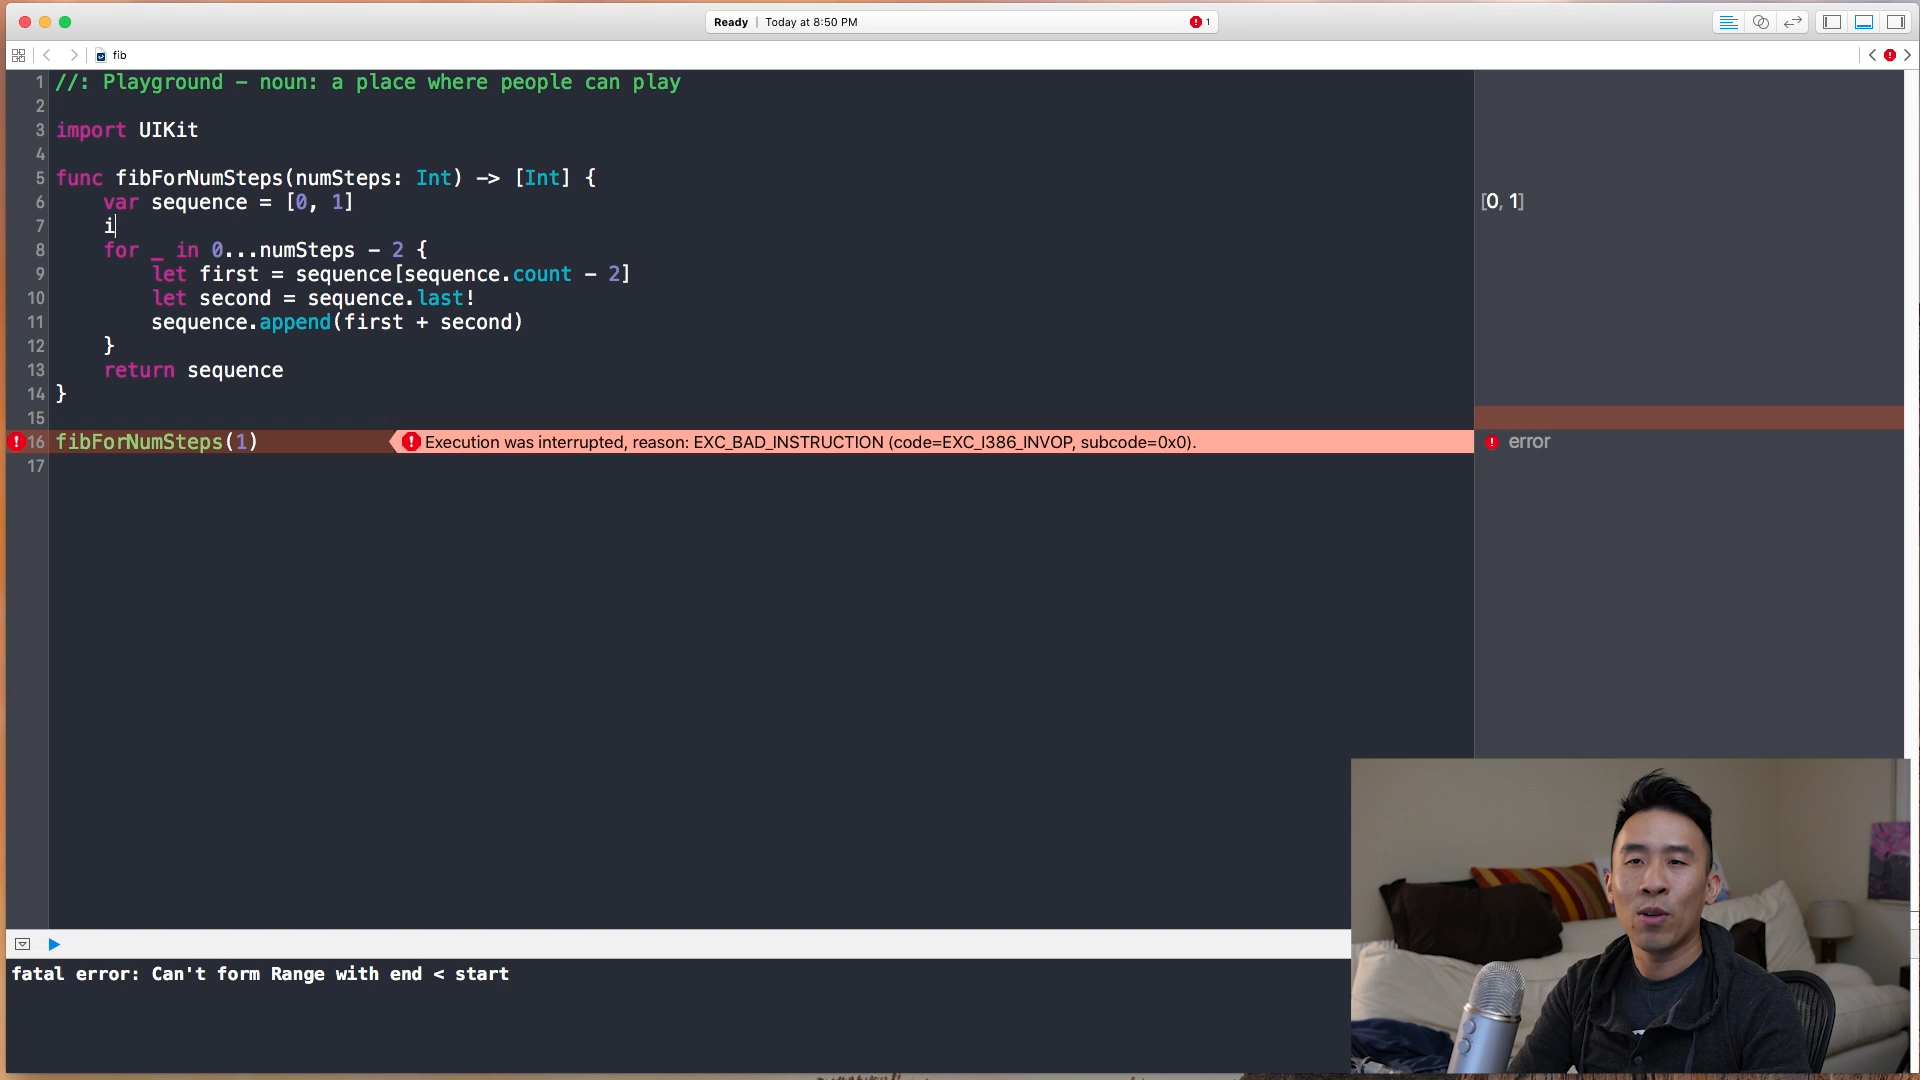 Ready | Today at 8:50 PM
1
fib
1 //: Playground – noun: a place where people can play
2
3 import UIKit
4
5 func fibForNumSteps(numSteps: Int) -> [Int] {
6 var sequence = [0, 1]
[0, 1]
7 i
8 for _ in 0...numSteps - 2 {
9 let first = sequence[sequence.count - 2]
10 let second = sequence.last!
11 sequence.append(first + second)
12 }
13 return sequence
14 }
15
16 fibForNumSteps(1)
Execution was interrupted, reason: EXC_BAD_INSTRUCTION (code=EXC_I386_INVOP, subcode=0x0).
error
17
fatal error: Can't form Range with end < start